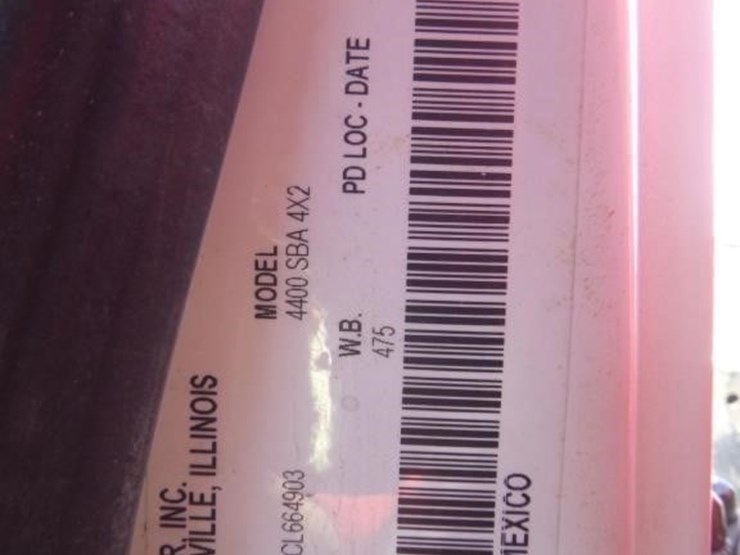 R, INC.
VILLE, ILLINOIS
MODEL
4400 SBA 4X2
CL664903
W.B.
475
PD LOC - DATE
MEXICO